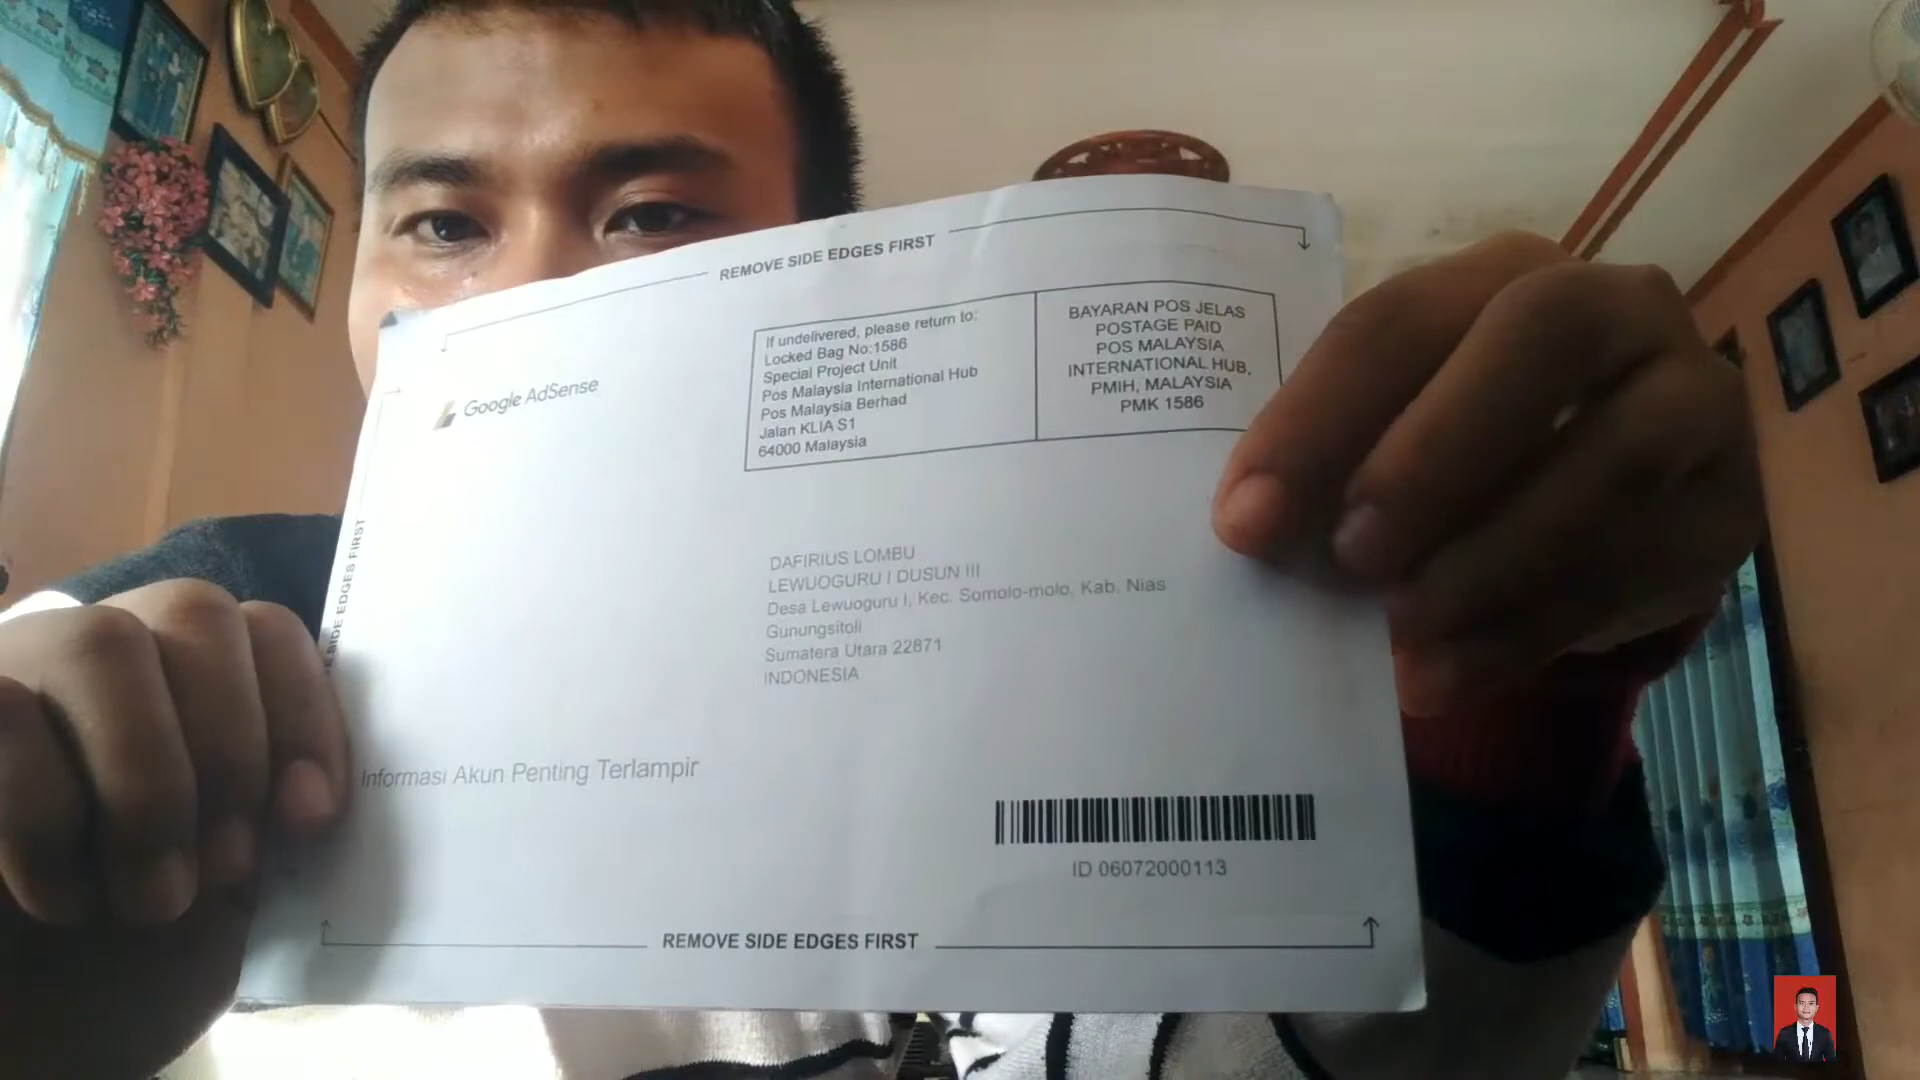 REMOVE SIDE EDGES FIRST
If undelivered, please return to:
Locked Bag No:1586
Special Project Unit
Pos Malaysia International Hub
Pos Malaysia Berhad
Jalan KLIA S1
64000 Malaysia
BAYARAN POS JELAS
POSTAGE PAID
POS MALAYSIA
INTERNATIONAL HUB,
PMIH, MALAYSIA
PMK 1586
Google AdSense
SIDE EDGES FIRST
DAFIRIUS LOMBU
LEWUOGURU I DUSUN III
Desa Lewuoguru I, Kec. Somolo-molo, Kab. Nias
Gunungsitoli
Sumatera Utara 22871
INDONESIA
Informasi Akun Penting Terlampir
ID 06072000113
REMOVE SIDE EDGES FIRST